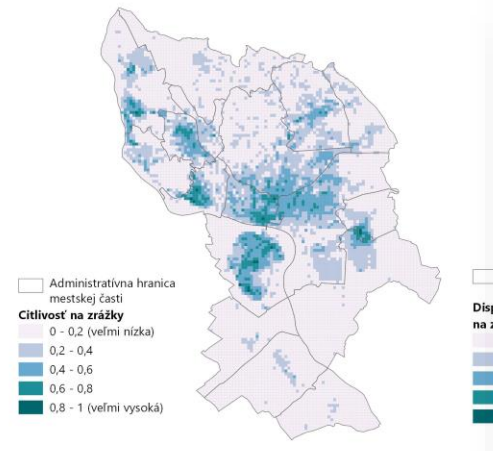 Administratívna hranica
mestskej časti
Citlivosť na zrážky
0 - 0,2 (veľmi nízka)
0,2 - 0,4
0,4 - 0,6
0,6 - 0,8
0,8 - 1 (veľmi vysoká)
na